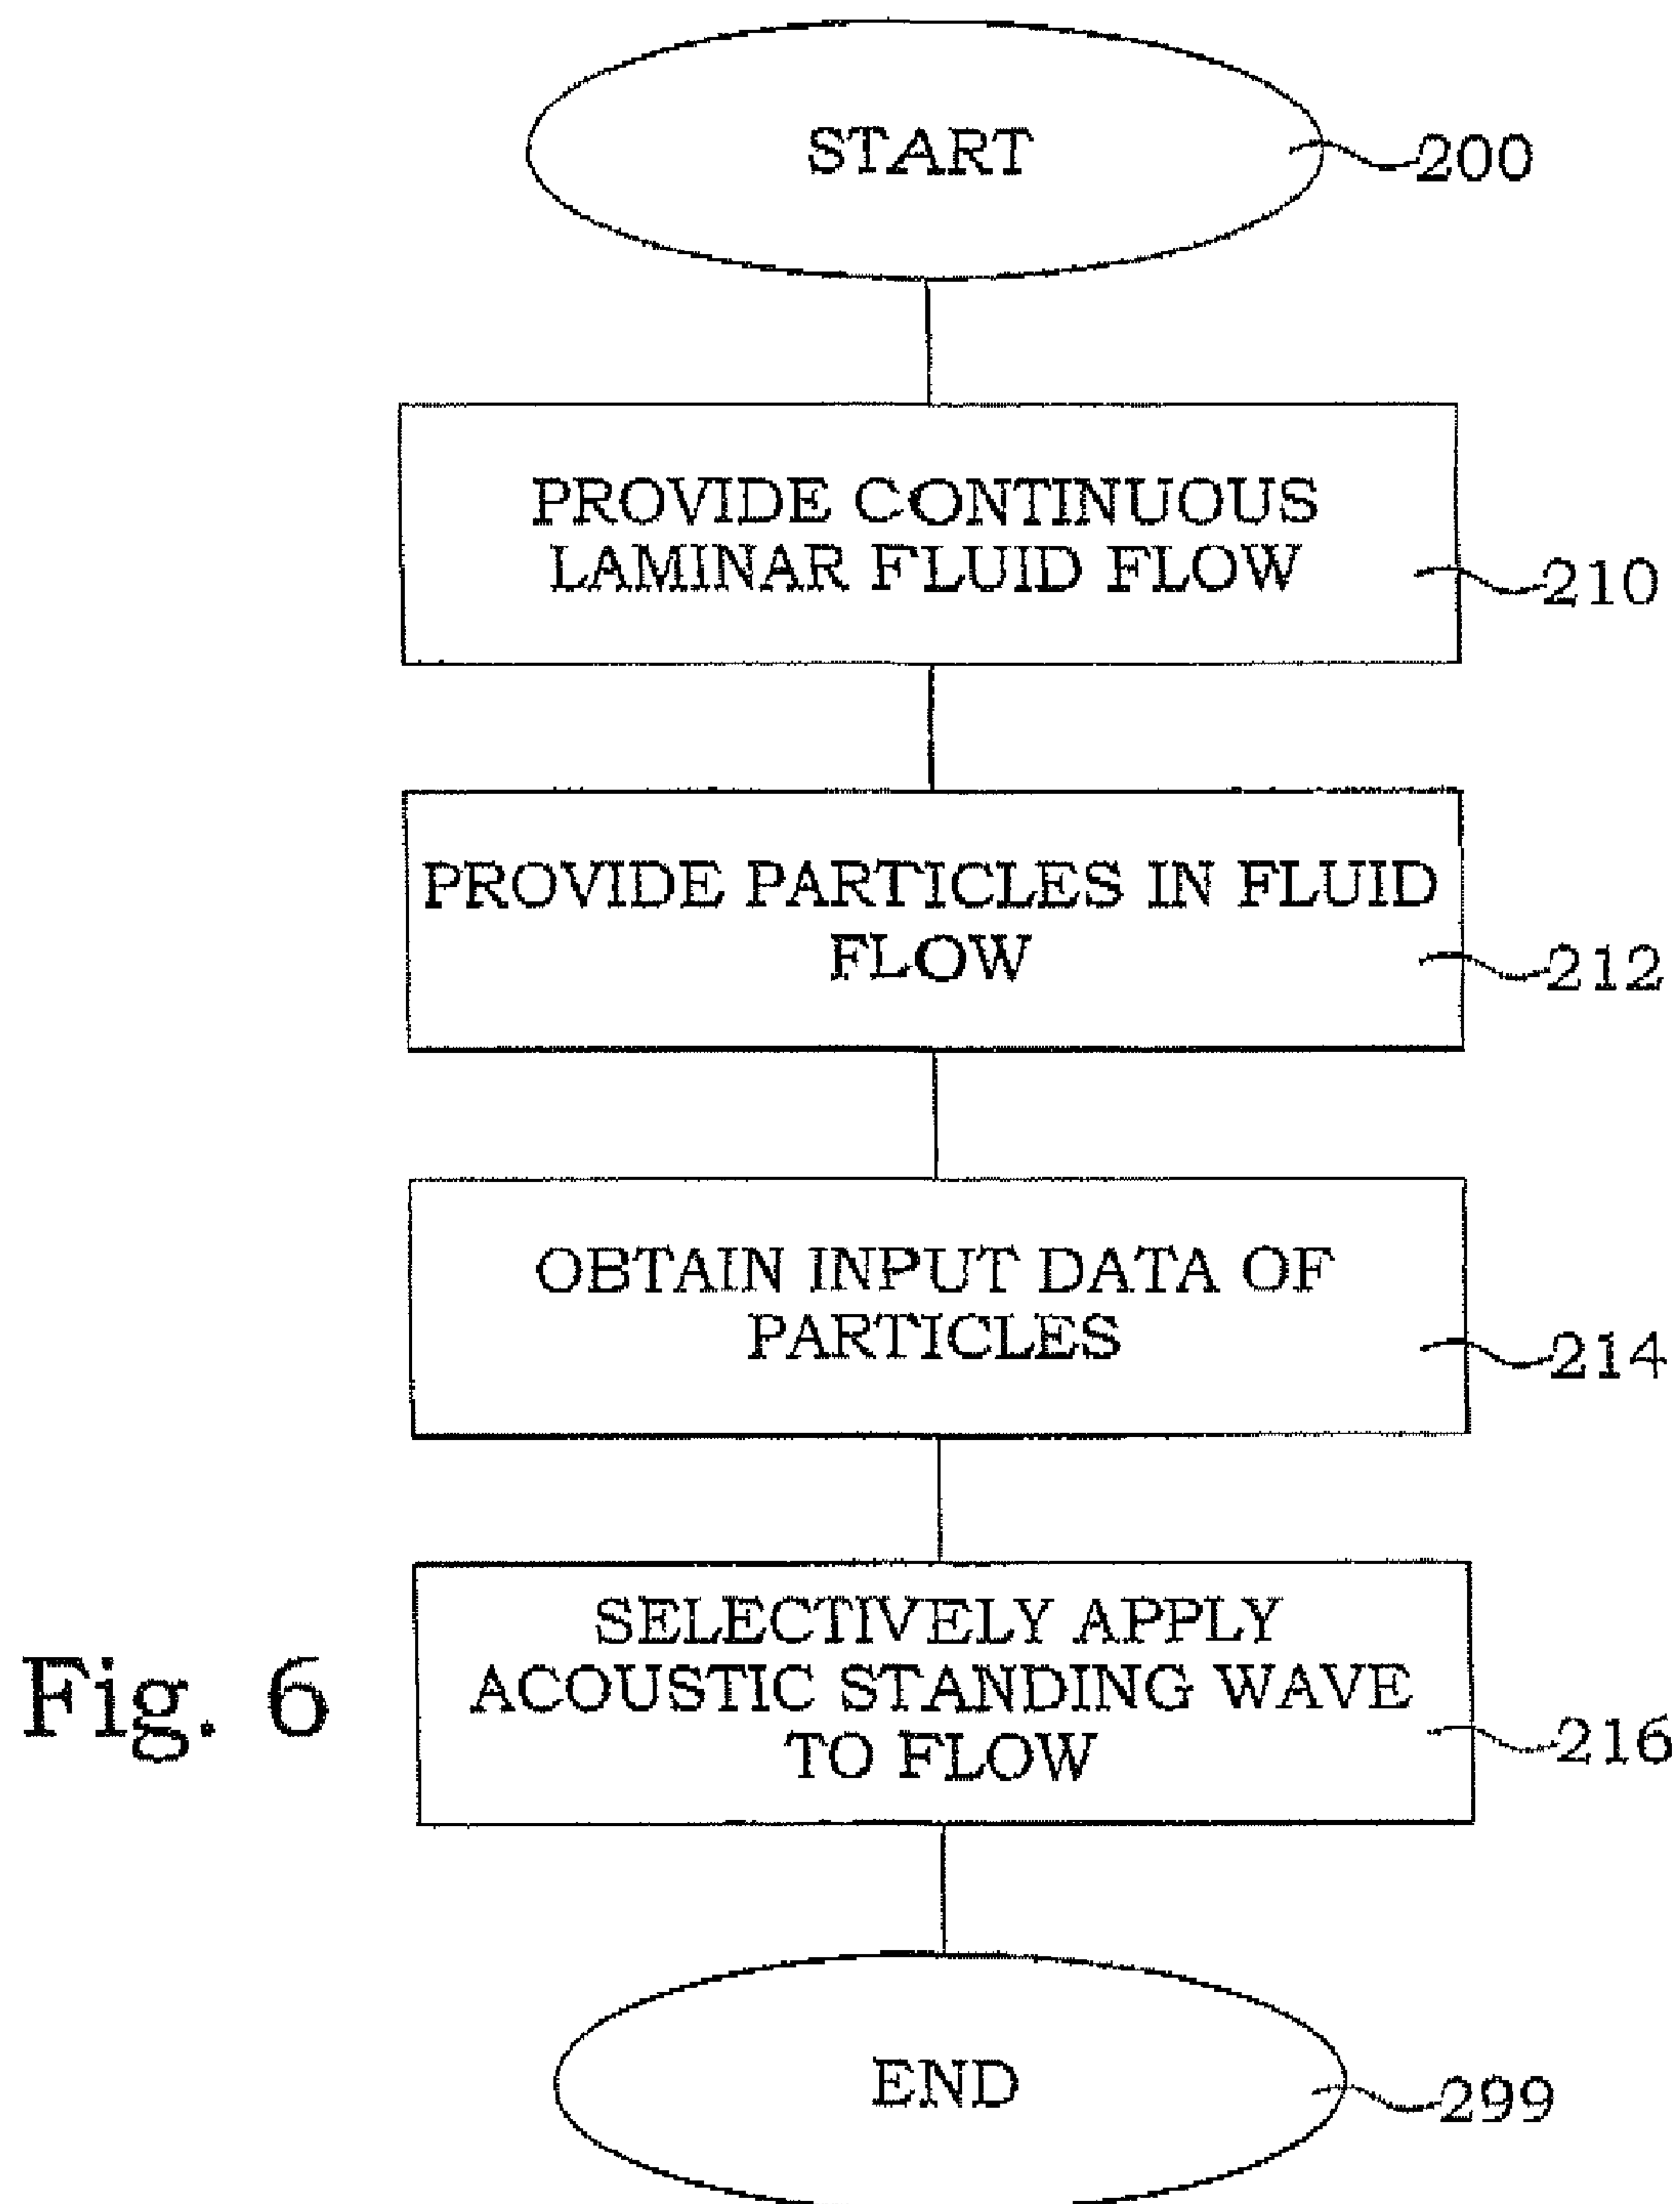 START
200
PROVIDE CONTINUOUS
LAMINAR FLUID FLOW
210
PROVIDE PARTICLES IN FLUID
FLOW
212
OBTAIN INPUT DATA OF
PARTICLES
214
SELECTIVELY APPLY
ACOUSTIC STANDING WAVE
TO FLOW
216
Fig. 6
END
299